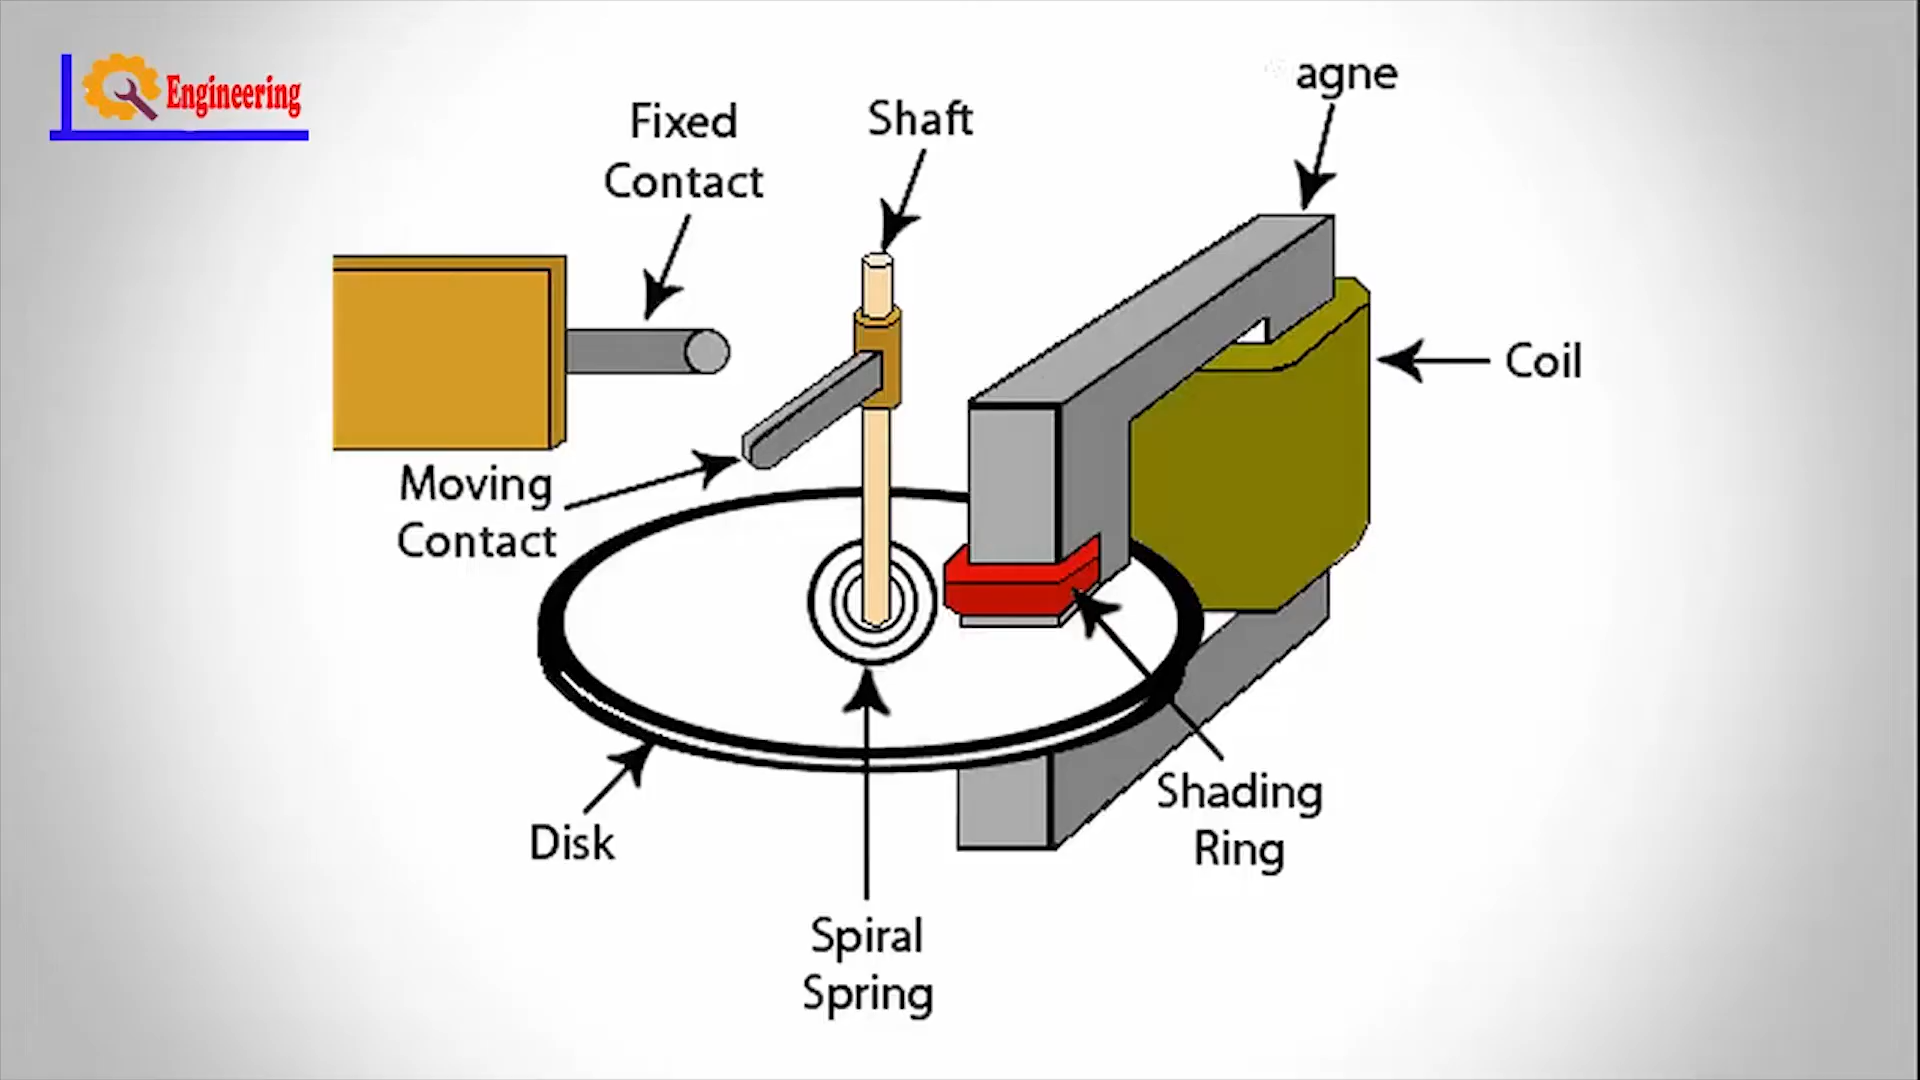 Engineering
Fixed
Contact
Shaft
agne
Coil
Moving
Contact
Shading
Ring
Disk
Spiral
Spring